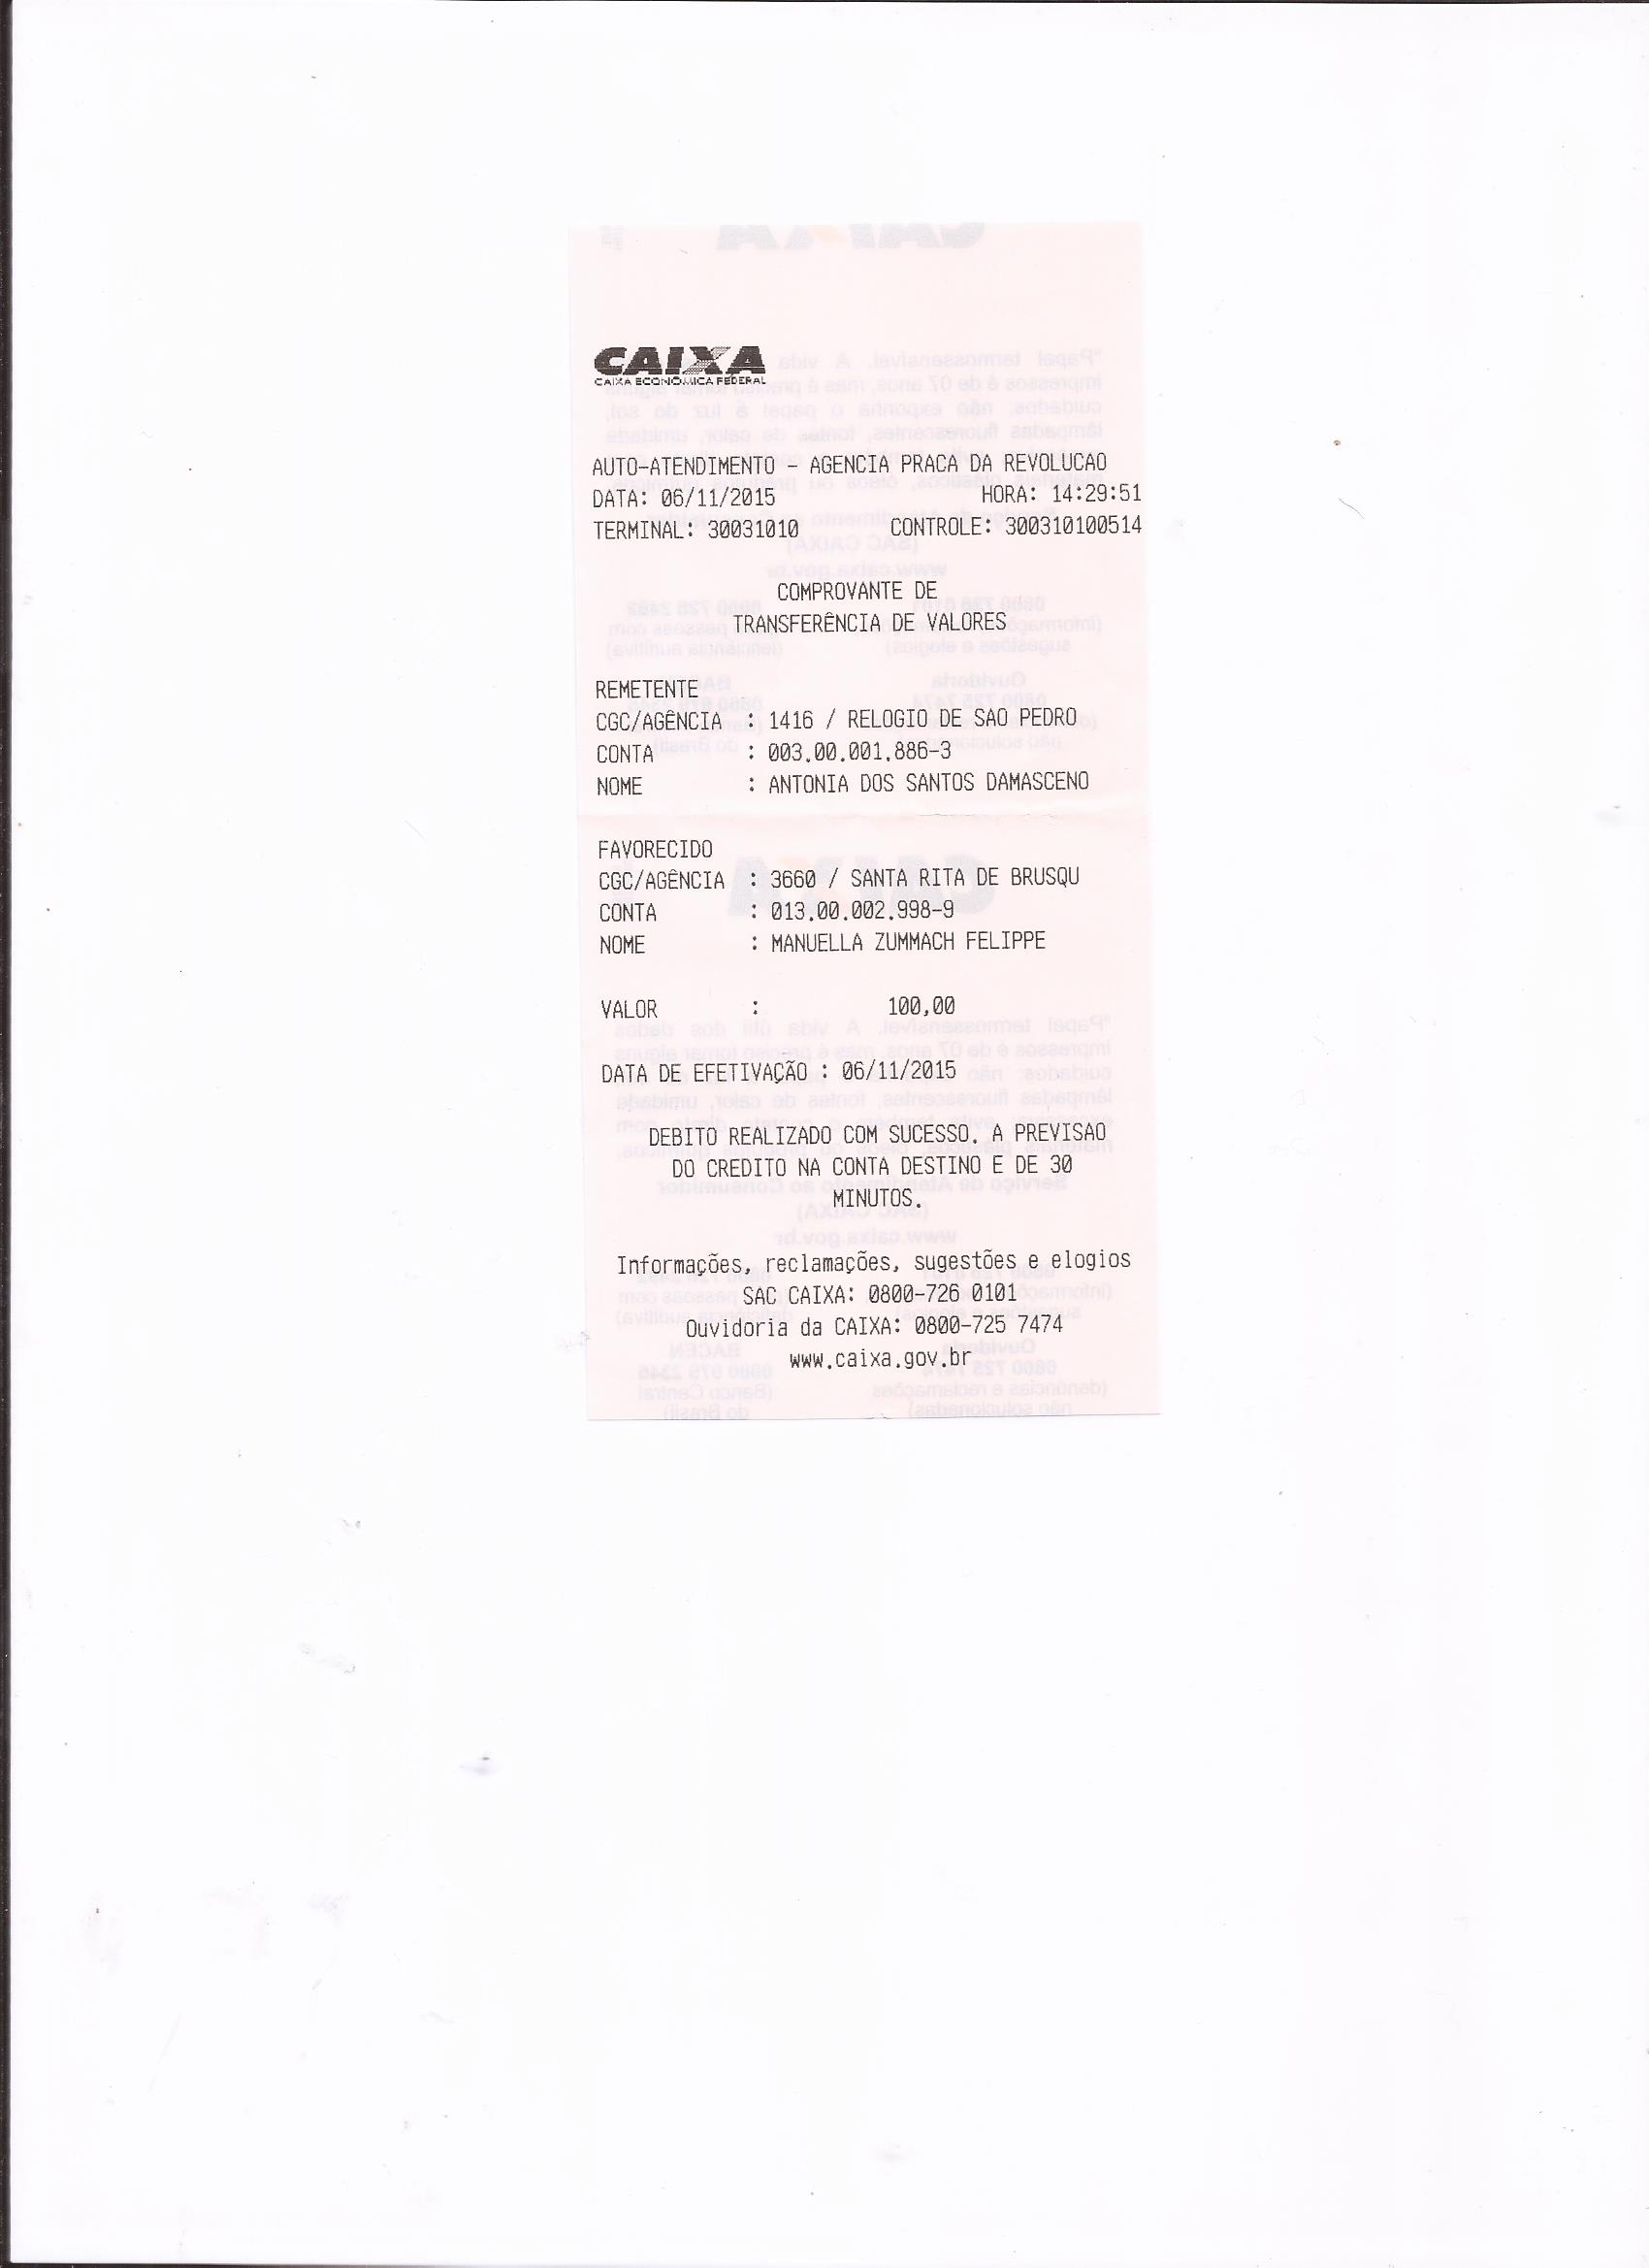 CAIXA
CAIXA ECONÔMICA FEDERAL
AUTO-ATENDIMENTO - AGENCIA PRACA DA REVOLUCAO
DATA: 06/11/2015 HORA: 14:29:51
TERMINAL: 30031010 CONTROLE: 300310100514
COMPROVANTE DE
TRANSFERÊNCIA DE VALORES
REMETENTE
CGC/AGÊNCIA : 1416 / RELOGIO DE SAO PEDRO
CONTA : 003.00.001.886-3
NOME : ANTONIA DOS SANTOS DAMASCENO
FAVORECIDO
CGC/AGÊNCIA : 3660 / SANTA RITA DE BRUSQU
CONTA : 013.00.002.998-9
NOME : MANUELLA ZUMMACH FELIPPE
VALOR : 100,00
DATA DE EFETIVAÇÃO : 06/11/2015
DEBITO REALIZADO COM SUCESSO. A PREVISAO
DO CREDITO NA CONTA DESTINO E DE 30
MINUTOS.
Informações, reclamações, sugestões e elogios
SAC CAIXA: 0800-726 0101
Ouvidoria da CAIXA: 0800-725 7474
www.caixa.gov.br